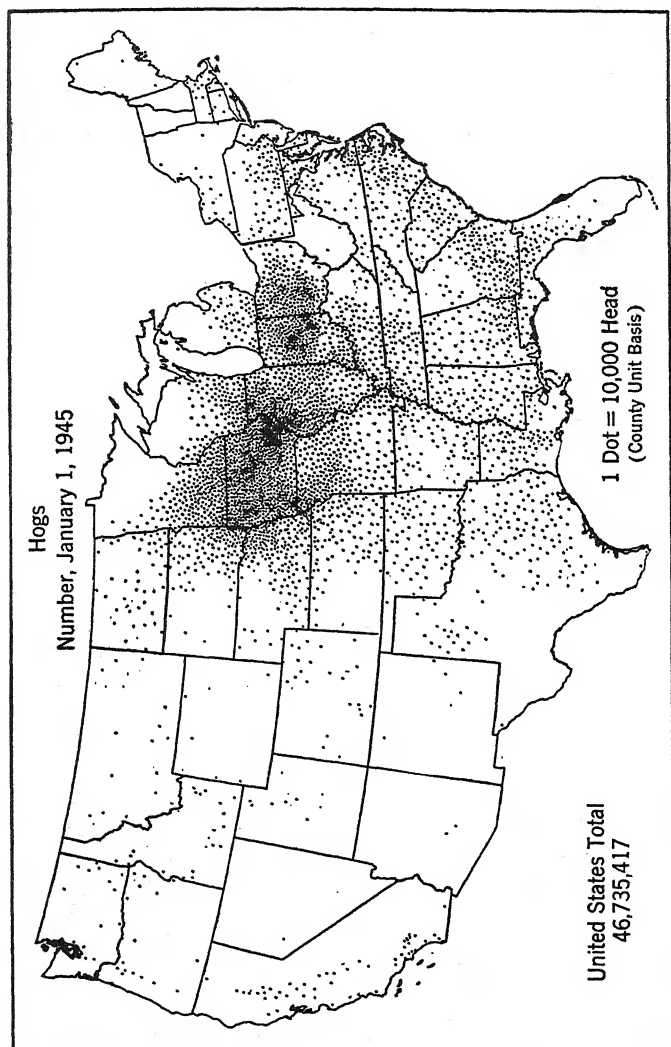 Hogs
Number, January 1, 1945
1 Dot = 10,000 Head
(County Unit Basis)
United States Total
46,735,417